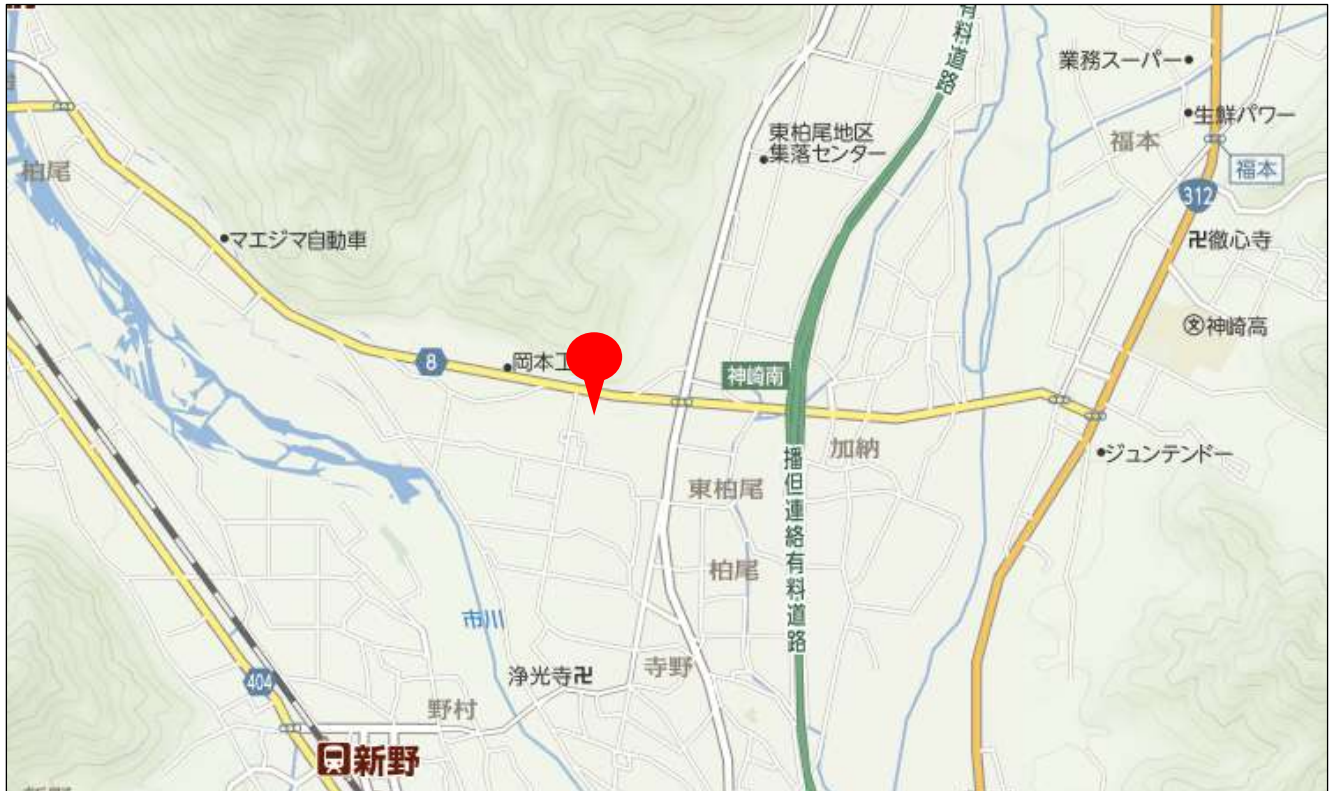 有料道路
業務スーパー
生鮮パワー
東柏尾地区
集落センター
福本
福本
柏尾
312
マエジマ自動車
卍徹心寺
文神崎高
8
岡本工
神崎南
加納
ジュンテンドー
播但連絡有料道路
東柏尾
柏尾
市川
寺野
浄光寺卍
404
野村
新野